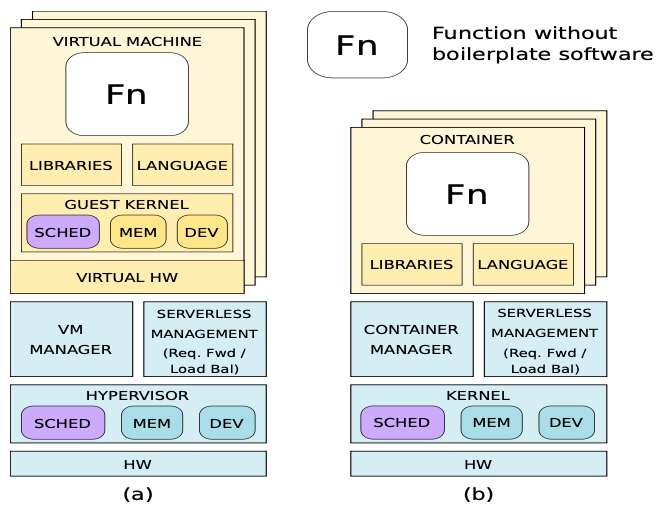 VIRTUAL MACHINE
Fn
LIBRARIES
LANGUAGE
GUEST KERNEL
SCHED
MEM
DEV
VIRTUAL HW
VM
MANAGER
SERVERLESS
MANAGEMENT
(Req. Fwd /
Load Bal)
HYPERVISOR
SCHED
MEM
DEV
HW
(a)
Fn
Function without
boilerplate software
CONTAINER
Fn
LIBRARIES
LANGUAGE
CONTAINER
MANAGER
SERVERLESS
MANAGEMENT
(Req. Fwd /
Load Bal)
KERNEL
SCHED
MEM
DEV
HW
(b)